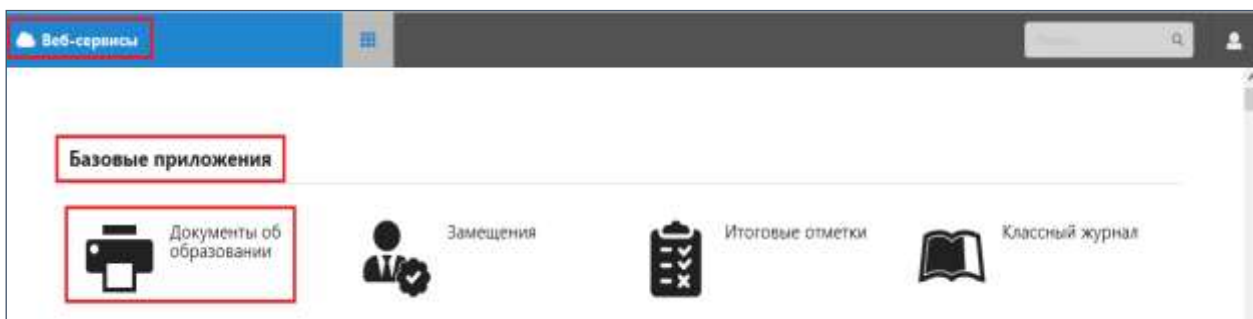 Веб-сервисы
Базовые приложения
Документы об
образовании
Замещения
Итоговые отметки
Классный журнал